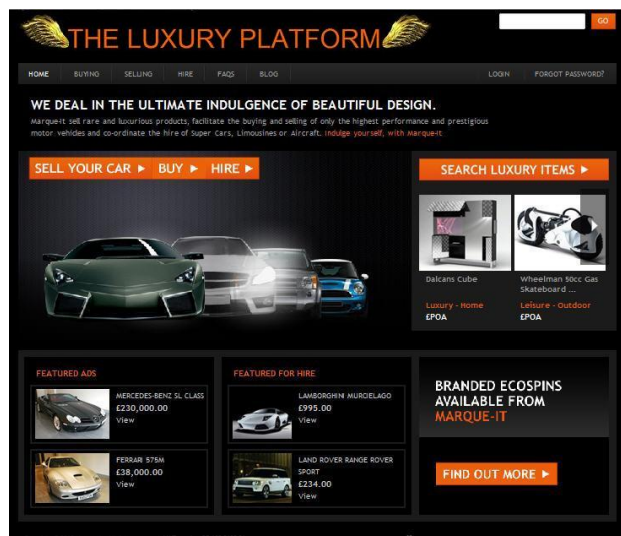 THE LUXURY PLATFORM
GO
HOME BUYING SELLING HIRE FAQS BLOG LOGIN FORGOT PASSWORD?
WE DEAL IN THE ULTIMATE INDULGENCE OF BEAUTIFUL DESIGN.
Marque-it sell rare and luxurious products, facilitate the buying and selling of only the highest performance and prestigious
motor vehicles and co-ordinate the hire of Super Cars, Limousines or Aircraft. Indulge yourself, with Marque-it
SELL YOUR CAR BUY HIRE
SEARCH LUXURY ITEMS
Dalcans Cube
Luxury - Home
£POA
Wheelman 50cc Gas
Skateboard ...
Leisure - Outdoor
£POA
FEATURED ADS
MERCEDES-BENZ SL CLASS
£230,000.00
View
FERRARI 575M
£38,000.00
View
FEATURED FOR HIRE
LAMBORGHINI MURCIELAGO
£995.00
View
LAND ROVER RANGE ROVER
SPORT
£234.00
View
BRANDED ECOSPINS
AVAILABLE FROM
MARQUE-IT
FIND OUT MORE